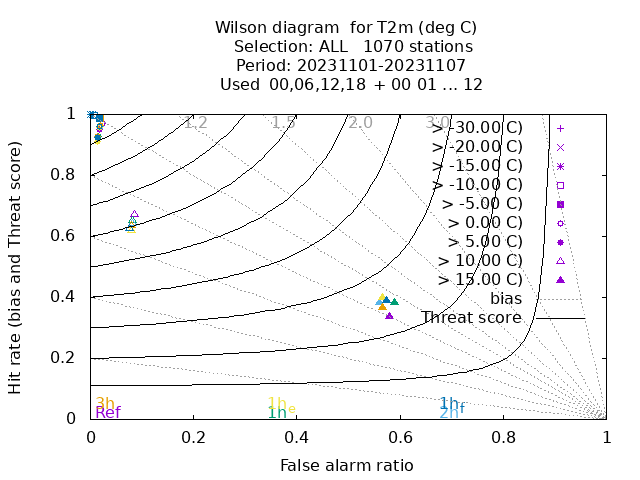 Wilson diagram  for T2m (deg C)
Selection: ALL   1070 stations
Period: 20231101-20231107
Used  00,06,12,18  + 00 01 ... 12
Hit rate (bias and Threat score)
1
0.8
0.6
0.4
0.2
0
1.2
1.5
2.0
3.0
> -30.00 C)
> -20.00 C)
> -15.00 C)
> -10.00 C)
> -5.00 C)
> 0.00 C)
> 5.00 C)
> 10.00 C)
> 15.00 C)
bias
Threat score
3h
Ref
1h_e
1h
1h_f
2h
0
0.2
0.4
0.6
0.8
1
False alarm ratio